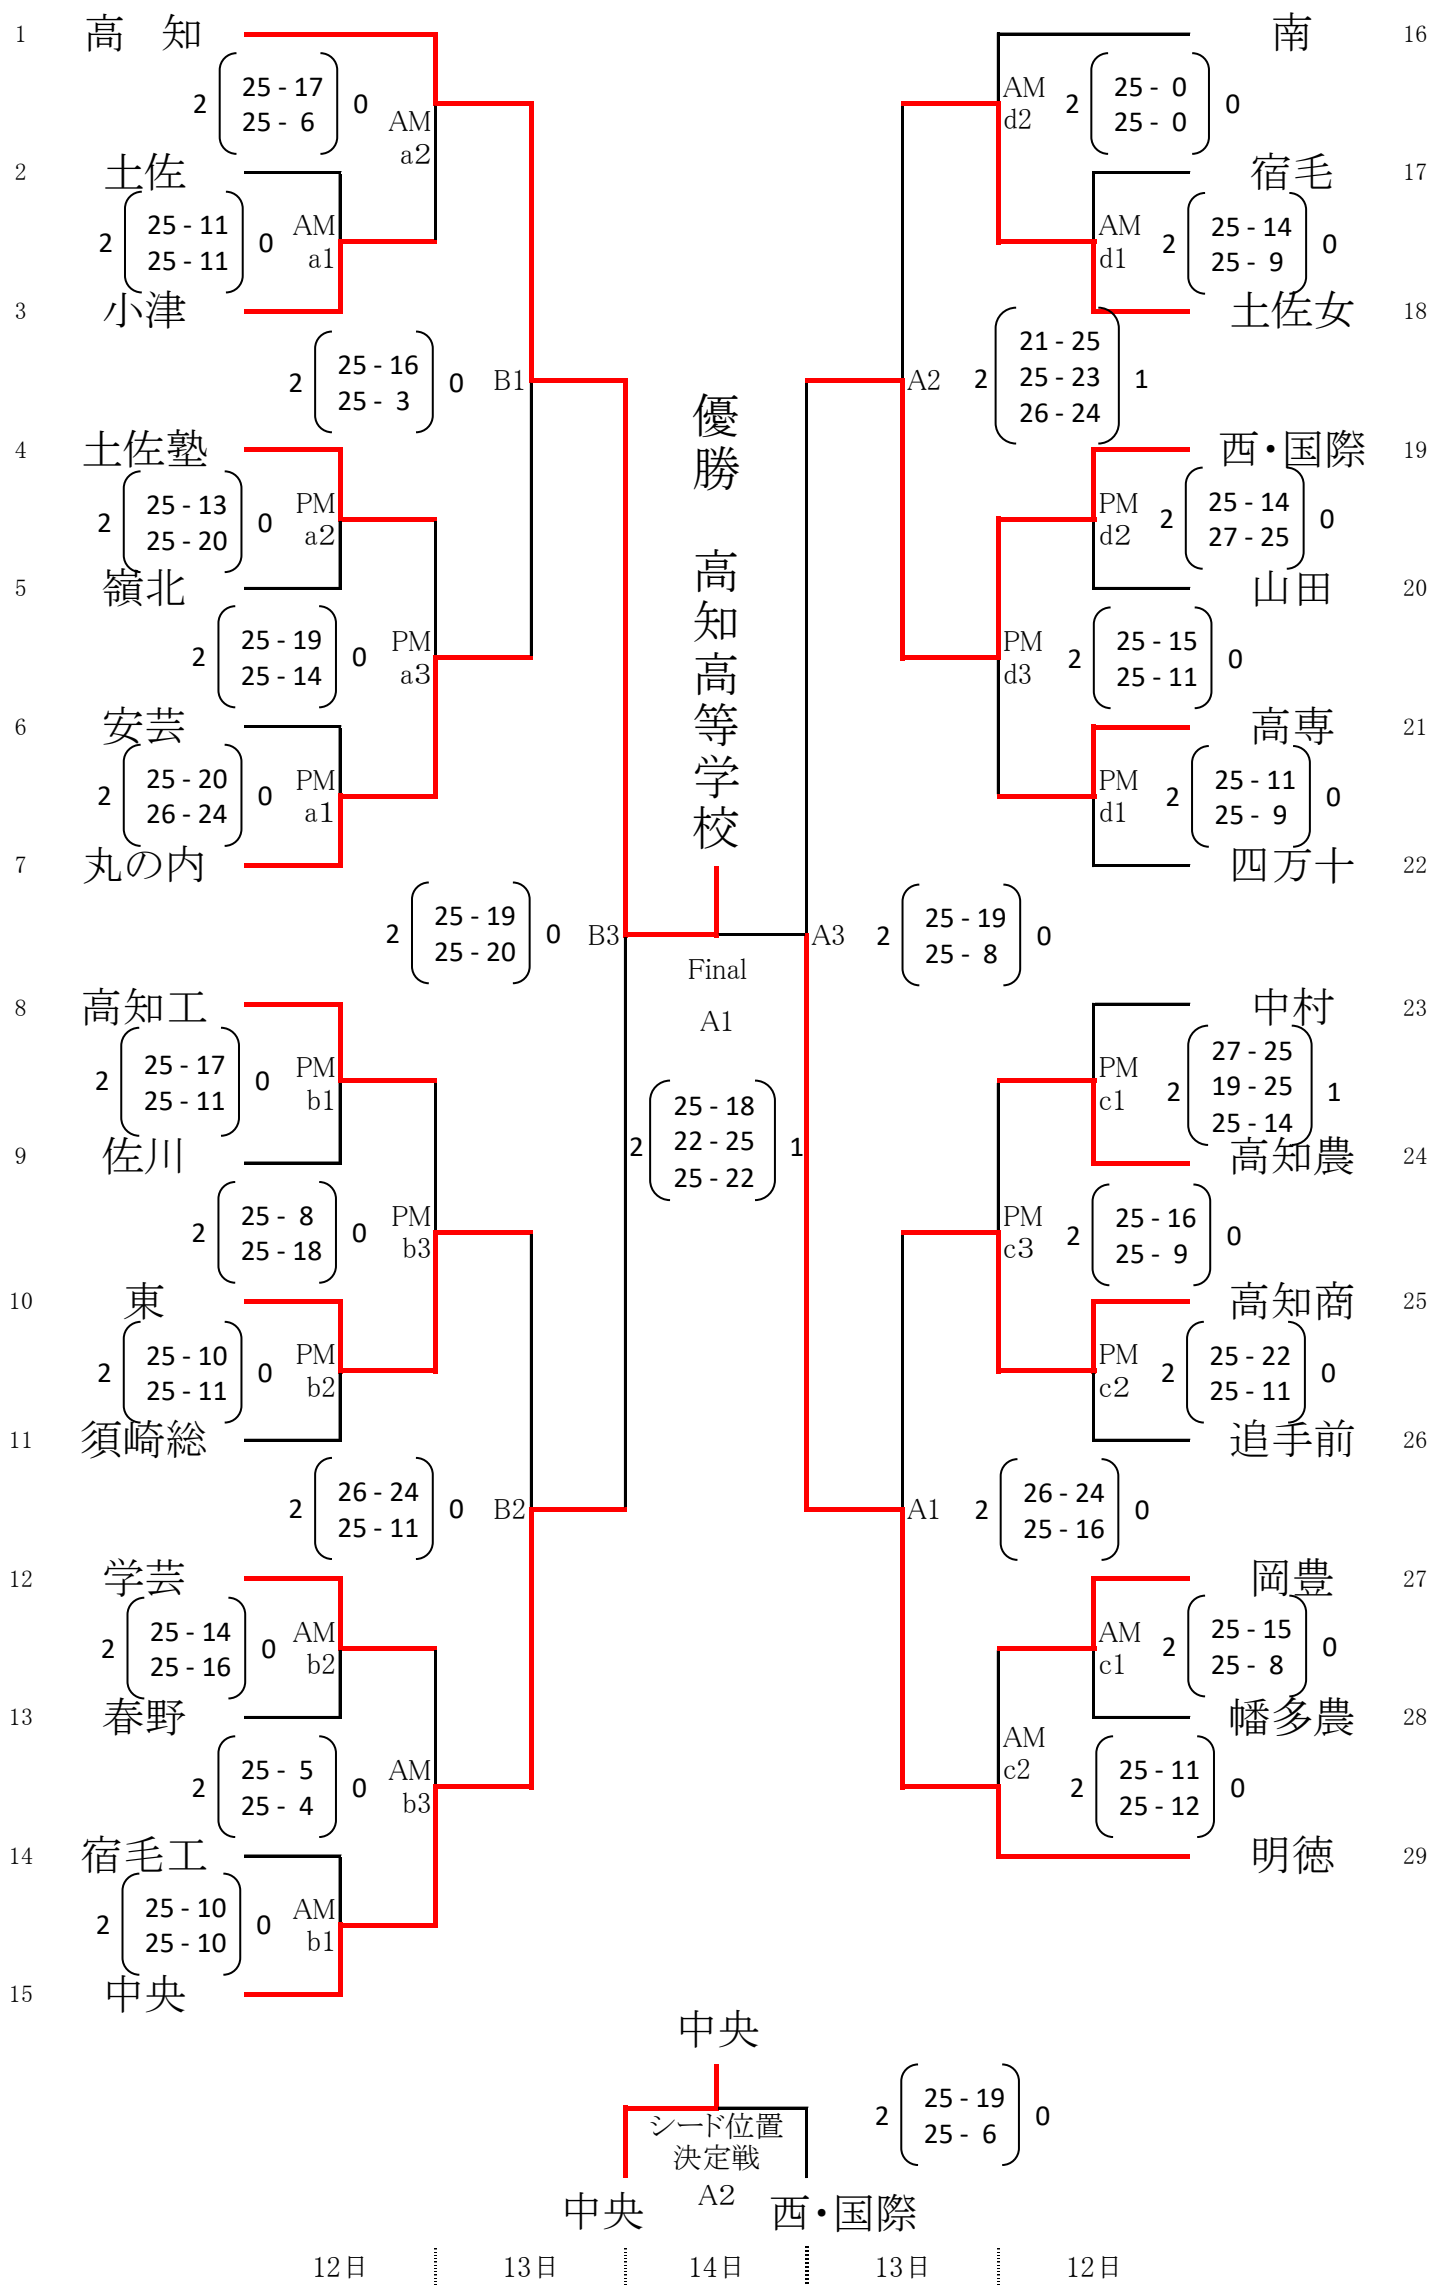 1 高　知
2 25 - 17 0
25 - 6
AM
a2
2 土佐
2 25 - 11 0
25 - 11
AM
a1
3 小津
2 25 - 16 0
25 - 3
B1
4 土佐塾
2 25 - 13 0
25 - 20
PM
a2
5 嶺北
2 25 - 19 0
25 - 14
PM
a3
6 安芸
2 25 - 20 0
26 - 24
PM
a1
7 丸の内
2 25 - 19 0
25 - 20
B3
8 高知工
2 25 - 17 0
25 - 11
PM
b1
9 佐川
2 25 - 8 0
25 - 18
PM
b3
10 東
2 25 - 10 0
25 - 11
PM
b2
11 須崎総
2 26 - 24 0
25 - 11
B2
12 学芸
2 25 - 14 0
25 - 16
AM
b2
13 春野
2 25 - 5 0
25 - 4
AM
b3
14 宿毛工
2 25 - 10 0
25 - 10
AM
b1
15 中央
優勝　高知高等学校
Final
A1
2 25 - 18 1
22 - 25
25 - 22
南 16
AM
d2
2 25 - 0 0
25 - 0
宿毛 17
AM
d1
2 25 - 14 0
25 - 9
土佐女 18
A2
2 21 - 25 1
25 - 23
26 - 24
西・国際 19
PM
d2
2 25 - 14 0
27 - 25
山田 20
PM
d3
2 25 - 15 0
25 - 11
高専 21
PM
d1
2 25 - 11 0
25 - 9
四万十 22
A3
2 25 - 19 0
25 - 8
中村 23
PM
c1
2 27 - 25 1
19 - 25
25 - 14
高知農 24
PM
c3
2 25 - 16 0
25 - 9
高知商 25
PM
c2
2 25 - 22 0
25 - 11
追手前 26
A1
2 26 - 24 0
25 - 16
岡豊 27
AM
c1
2 25 - 15 0
25 - 8
幡多農 28
AM
c2
2 25 - 11 0
25 - 12
明徳 29
中央
シード位置
決定戦
A2
2 25 - 19 0
25 - 6
中央 西・国際
12日 13日 14日 13日 12日